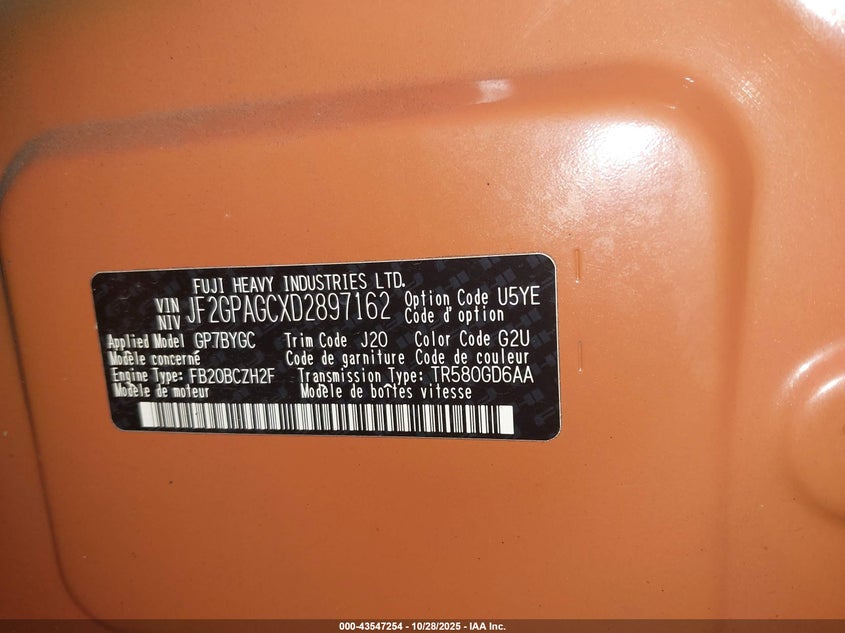 FUJI HEAVY INDUSTRIES LTD.
VIN NIV JF2GPAGCXD2897162 Option Code U5YE
Code d'option
Applied Model GP7BYGC Trim Code J20 Color Code G2U
Modèle concerné Code de garniture Code de couleur
Engine Type: FB20BCZH2F Transmission Type: TR580GD6AA
Modèle de moteur Modèle de boîtes vitesse
000-43547254 - 10/28/2025 - IAA Inc.